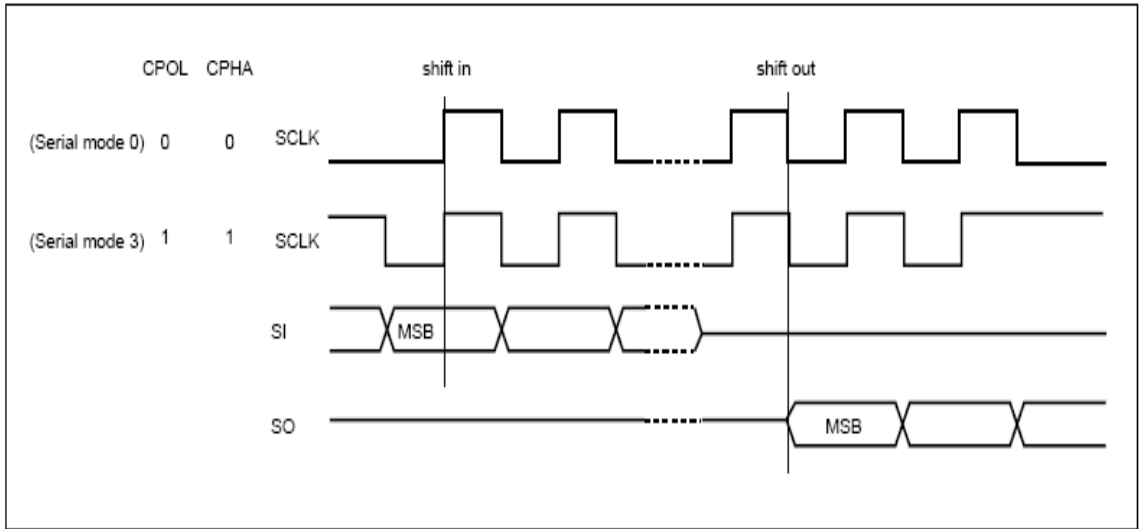 CPOL CPHA shift in shift out
(Serial mode 0) 0 0 SCLK
(Serial mode 3) 1 1 SCLK
SI MSB
SO MSB